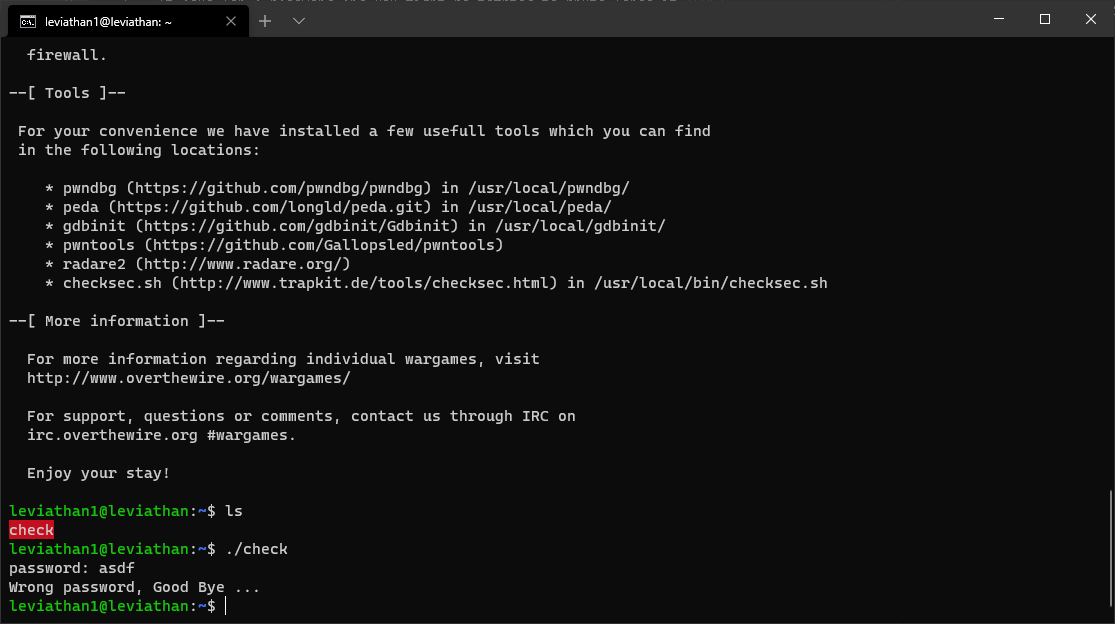 leviathan1@leviathan: ~
firewall.
--[ Tools ]--
For your convenience we have installed a few usefull tools which you can find
in the following locations:
* pwndbg (https://github.com/pwndbg/pwndbg) in /usr/local/pwndbg/
* peda (https://github.com/longld/peda.git) in /usr/local/peda/
* gdbinit (https://github.com/gdbinit/Gdbinit) in /usr/local/gdbinit/
* pwntools (https://github.com/Gallopsled/pwntools)
* radare2 (http://www.radare.org/)
* checksec.sh (http://www.trapkit.de/tools/checksec.html) in /usr/local/bin/checksec.sh
--[ More information ]--
For more information regarding individual wargames, visit
http://www.overthewire.org/wargames/
For support, questions or comments, contact us through IRC on
irc.overthewire.org #wargames.
Enjoy your stay!
leviathan1@leviathan:~$ ls
check
leviathan1@leviathan:~$ ./check
password: asdf
Wrong password, Good Bye ...
leviathan1@leviathan:~$